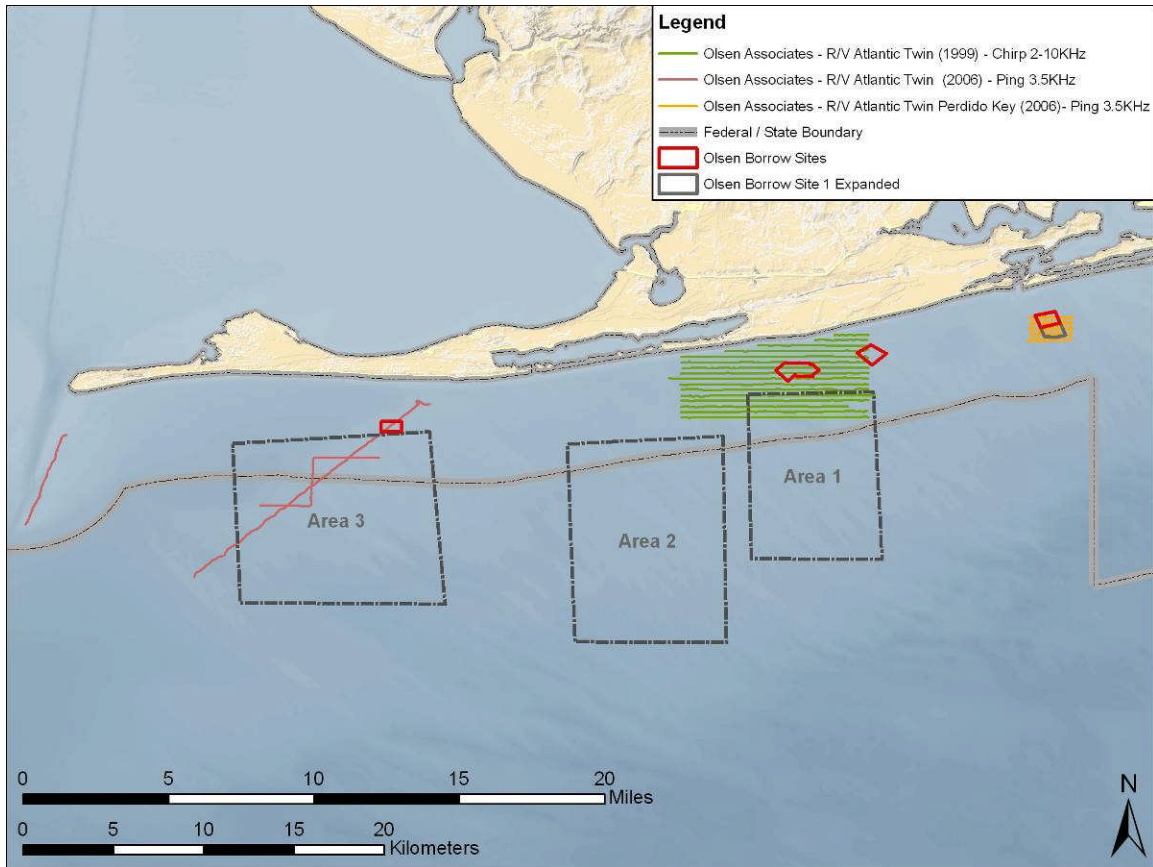 Legend
Olsen Associates - R/V Atlantic Twin (1999) - Chirp 2-10KHz
Olsen Associates - R/V Atlantic Twin (2006) - Ping 3.5KHz
Olsen Associates - R/V Atlantic Twin Perdido Key (2006)- Ping 3.5KHz
Federal / State Boundary
Olsen Borrow Sites
Olsen Borrow Site 1 Expanded
Area 1
Area 2
Area 3
0 5 10 15 20
Miles
0 5 10 15 20
Kilometers
N